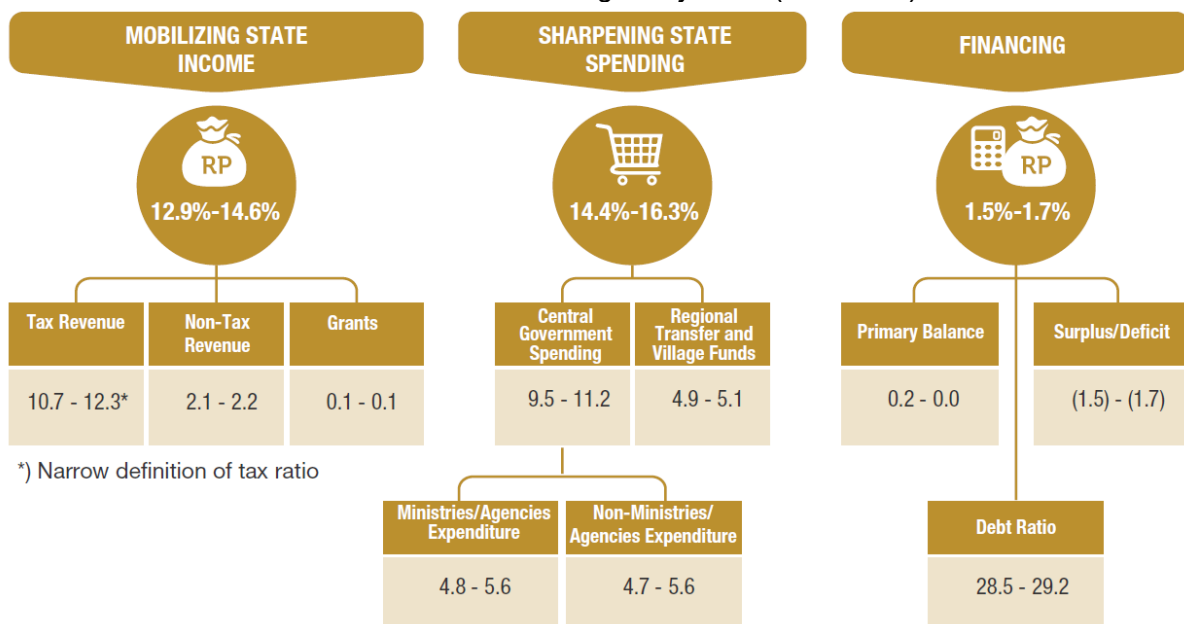 MOBILIZING STATE
INCOME
RP
12.9%-14.6%
Tax Revenue
10.7 - 12.3*
Non-Tax
Revenue
2.1 - 2.2
Grants
0.1 - 0.1
*) Narrow definition of tax ratio
SHARPENING STATE
SPENDING
14.4%-16.3%
Central
Government
Spending
9.5 - 11.2
Regional
Transfer and
Village Funds
4.9 - 5.1
Ministries/Agencies
Expenditure
4.8 - 5.6
Non-Ministries/
Agencies Expenditure
4.7 - 5.6
FINANCING
RP
1.5%-1.7%
Primary Balance
0.2 - 0.0
Surplus/Deficit
(1.5) - (1.7)
Debt Ratio
28.5 - 29.2